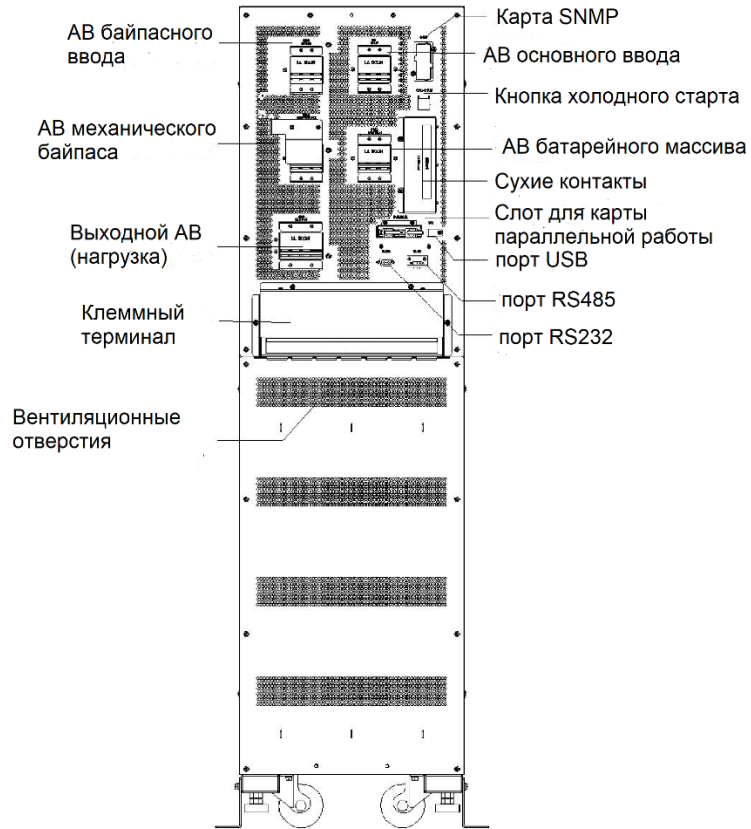 АВ байпасного
ввода
АВ механического
байпаса
Выходной АВ
(нагрузка)
Клеммный
терминал
Вентиляционные
отверстия
Карта SNMP
АВ основного ввода
Кнопка холодного старта
АВ батарейного массива
Сухие контакты
Слот для карты
параллельной работы
порт USB
порт RS485
порт RS232